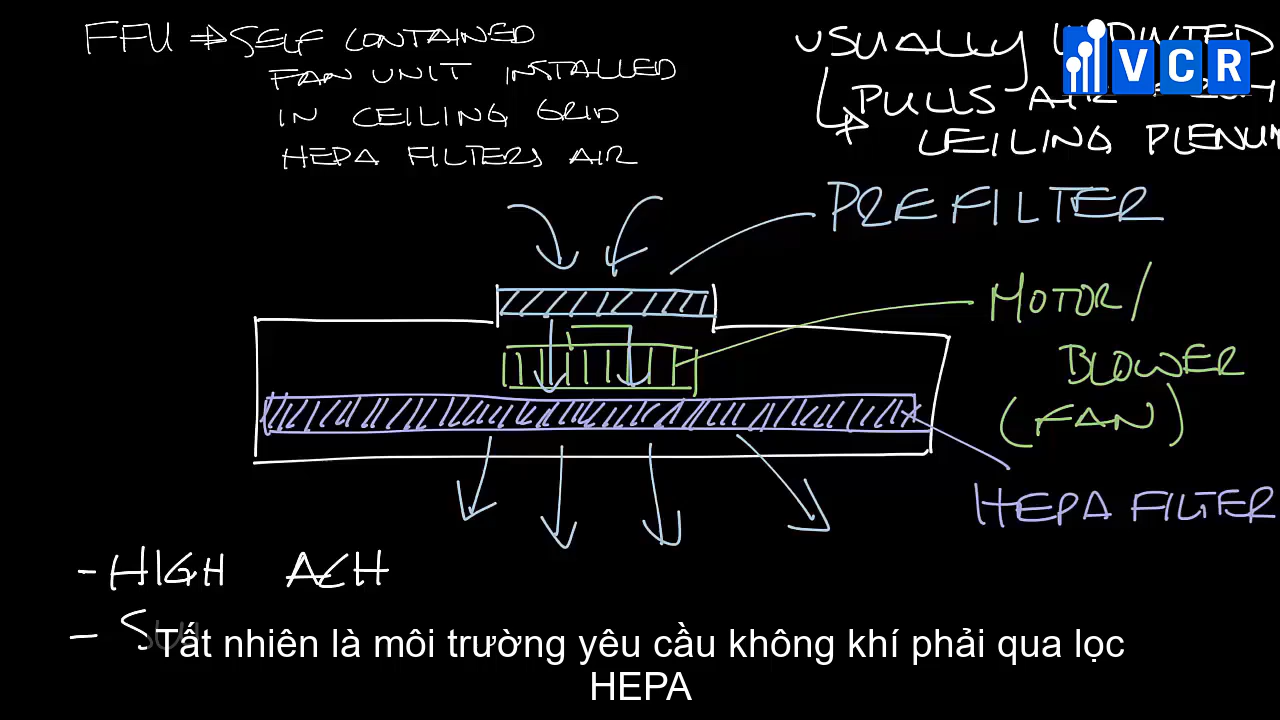 FFU ⇒ SELF CONTAINED
FAN UNIT INSTALLED
IN CEILING GRID
HEPA FILTERS AIR
USUALLY
VCR
PULLS AIR
CEILING PLENUM
PREFILTER
MOTOR/
BLOWER
(FAN)
HEPA FILTER
- HIGH ACH
-
Tất nhiên là môi trường yêu cầu không khí phải qua lọc
HEPA